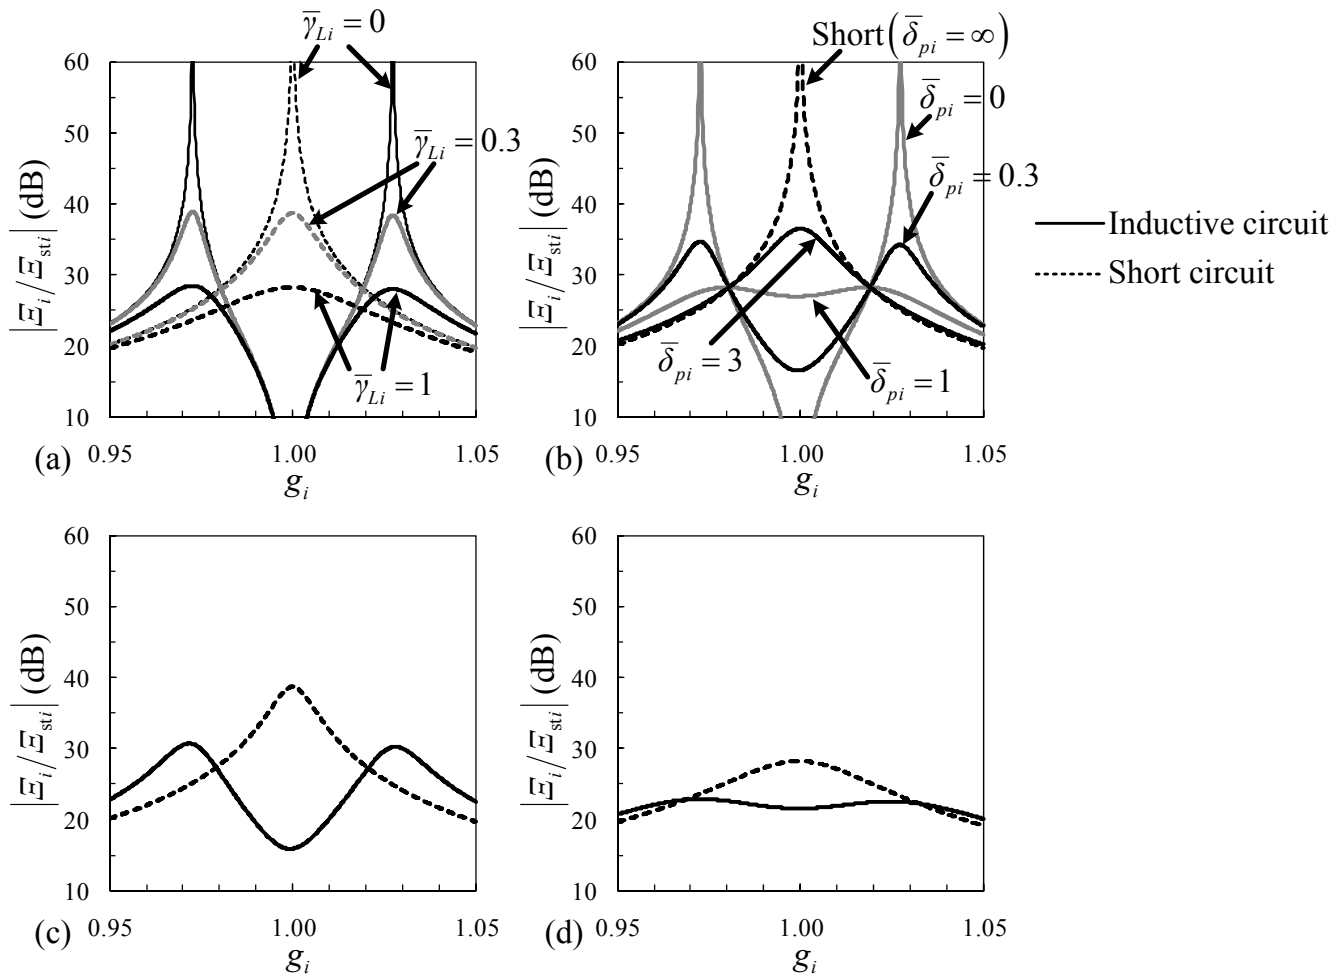 γ̅_Li = 0
60
50
40
30
20
10
|Ξ_i/Ξ_sti| (dB)
γ̅_Li = 0.3
γ̅_Li = 1
(a) 0.95 1.00 1.05
g_i
Short(δ̅_pi = ∞)
60
50
40
30
20
10
|Ξ_i/Ξ_sti| (dB)
δ̅_pi = 0
δ̅_pi = 0.3
δ̅_pi = 3
δ̅_pi = 1
(b) 0.95 1.00 1.05
g_i
Inductive circuit
Short circuit
60
50
40
30
20
10
|Ξ_i/Ξ_sti| (dB)
(c) 0.95 1.00 1.05
g_i
60
50
40
30
20
10
|Ξ_i/Ξ_sti| (dB)
(d) 0.95 1.00 1.05
g_i